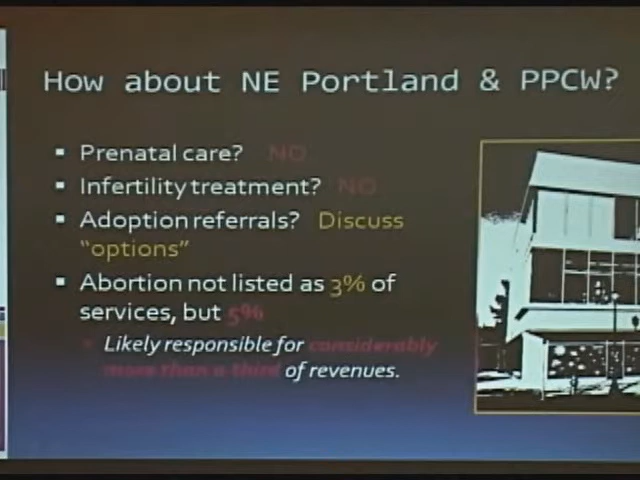 How about NE Portland & PPCW?
Prenatal care? NO
Infertility treatment? NO
Adoption referrals? Discuss
“options”
Abortion not listed as 3% of
services, but 5%
Likely responsible for considerably
more than a third of revenues.